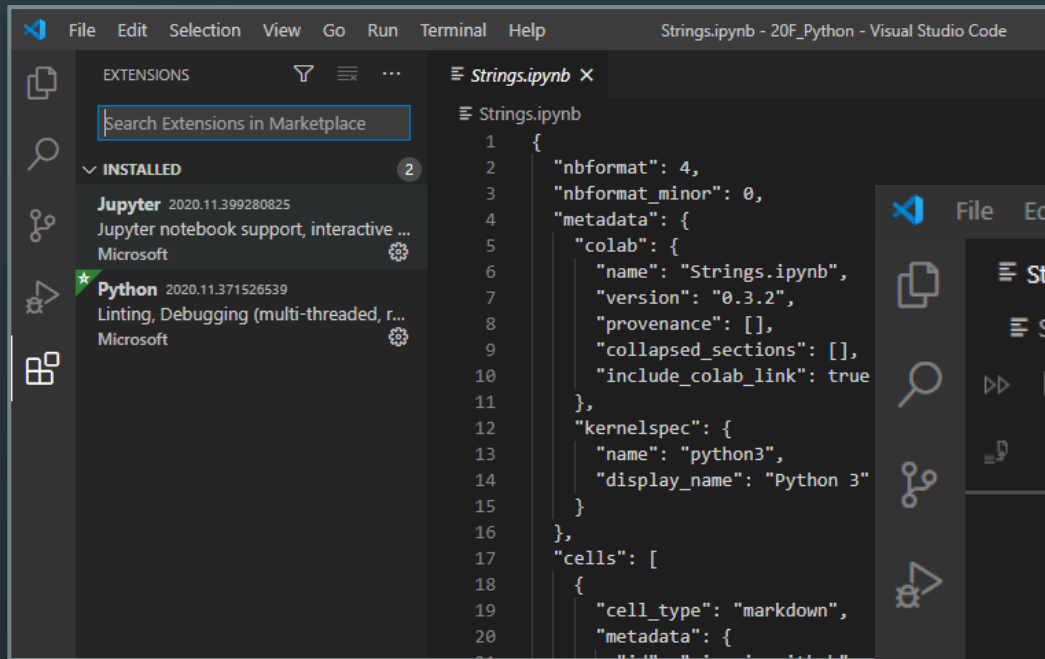 File Edit Selection View Go Run Terminal Help Strings.ipynb - 20F_Python - Visual Studio Code
EXTENSIONS
Search Extensions in Marketplace
INSTALLED 2
Jupyter 2020.11.399280825
Jupyter notebook support, interactive ...
Microsoft
Python 2020.11.371526539
Linting, Debugging (multi-threaded, r...
Microsoft
Strings.ipynb
Strings.ipynb
1 {
2 "nbformat": 4,
3 "nbformat_minor": 0,
4 "metadata": {
5 "colab": {
6 "name": "Strings.ipynb",
7 "version": "0.3.2",
8 "provenance": [],
9 "collapsed_sections": [],
10 "include_colab_link": true
11 },
12 "kernelspec": {
13 "name": "python3",
14 "display_name": "Python 3"
15 }
16 },
17 "cells": [
18 {
19 "cell_type": "markdown",
20 "metadata": {
File